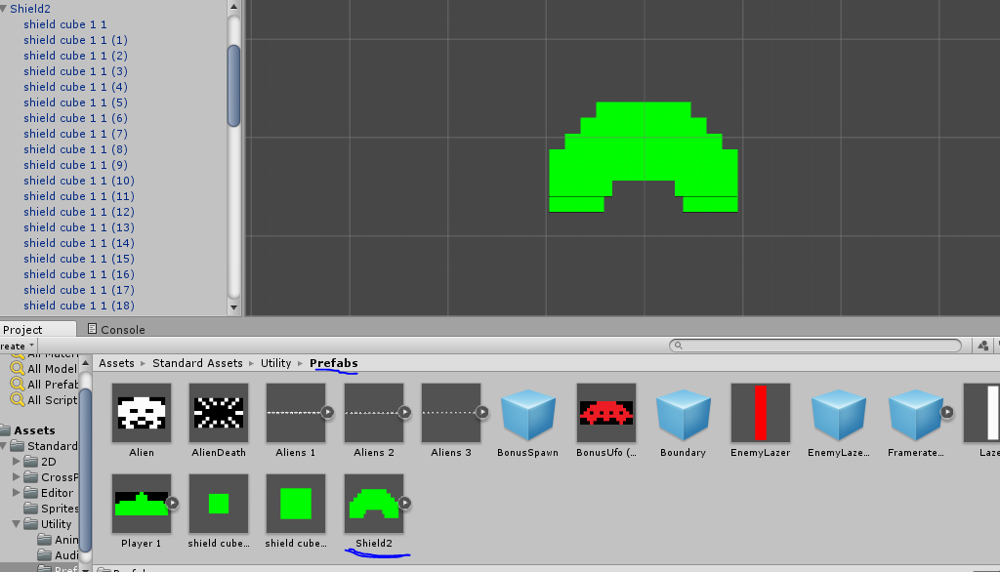 Shield2
shield cube 1 1
shield cube 1 1 (1)
shield cube 1 1 (2)
shield cube 1 1 (3)
shield cube 1 1 (4)
shield cube 1 1 (5)
shield cube 1 1 (6)
shield cube 1 1 (7)
shield cube 1 1 (8)
shield cube 1 1 (9)
shield cube 1 1 (10)
shield cube 1 1 (11)
shield cube 1 1 (12)
shield cube 1 1 (13)
shield cube 1 1 (14)
shield cube 1 1 (15)
shield cube 1 1 (16)
shield cube 1 1 (17)
shield cube 1 1 (18)
Project Console
reate
All Mater
All Model
All Prefab
All Script
Assets
Standard
2D
CrossP
Editor
Sprites
Utility
Anin
Audi
Pref
Assets ▸ Standard Assets ▸ Utility ▸ Prefabs
Alien AlienDeath Aliens 1 Aliens 2 Aliens 3 BonusSpawn BonusUfo (... Boundary EnemyLazer EnemyLaze... Framerate... Laze
Player 1 shield cube... shield cube... Shield2